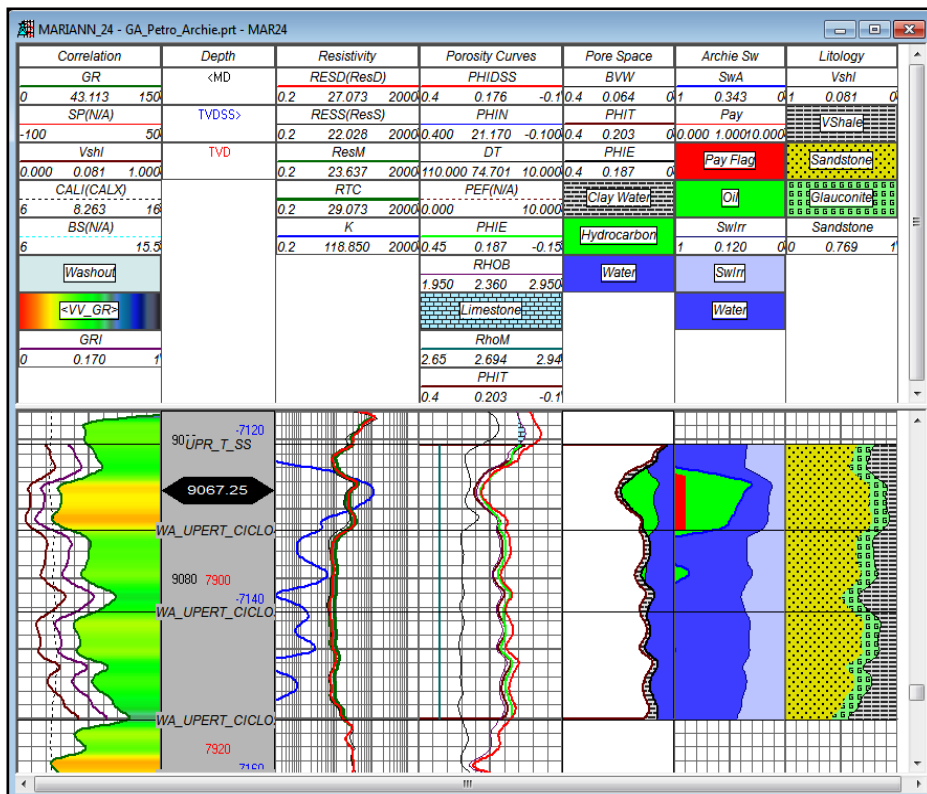 MARIANN_24 - GA_Petro_Archie.prt - MAR24
Correlation Depth Resistivity Porosity Curves Pore Space Archie Sw Litology
GR <MD RESD(ResD) PHIDSS BVW SwA Vshl
0 43.113 150 0.2 27.073 2000 0.4 0.176 -0.1 0.4 0.064 0 1 0.343 0 1 0.081 0
SP(N/A) TVDSS> RESS(ResS) PHIN PHIT Pay VShale
-100 50 0.2 22.028 2000 0.400 21.170 -0.100 0.4 0.203 0 0.000 1.000 10.000
Vshl TVD ResM DT PHIE Pay Flag Sandstone
0.000 0.081 1.000 0.2 23.637 2000 110.000 74.701 10.000 0.4 0.187 0
CALI(CALX) RTC PEF(N/A) Clay Water Oil Glauconite
6 8.263 16 0.2 29.073 2000 0.000 10.000
BS(N/A) K PHIE Hydrocarbon SwIrr Sandstone
6 15.5 0.2 118.850 2000 0.45 0.187 -0.15 1 0.120 0 0 0.769 1
Washout RHOB Water SwIrr
1.950 2.360 2.950
<VV_GR> Limestone Water
GRI RhoM
0 0.170 1 2.65 2.694 2.94
PHIT
0.4 0.203 -0.1
-7120
UPR_T_SS
9067.25
WA_UPERT_CICLO
9080 7900
-7140
WA_UPERT_CICLO
WA_UPERT_CICLO
7920
-7160